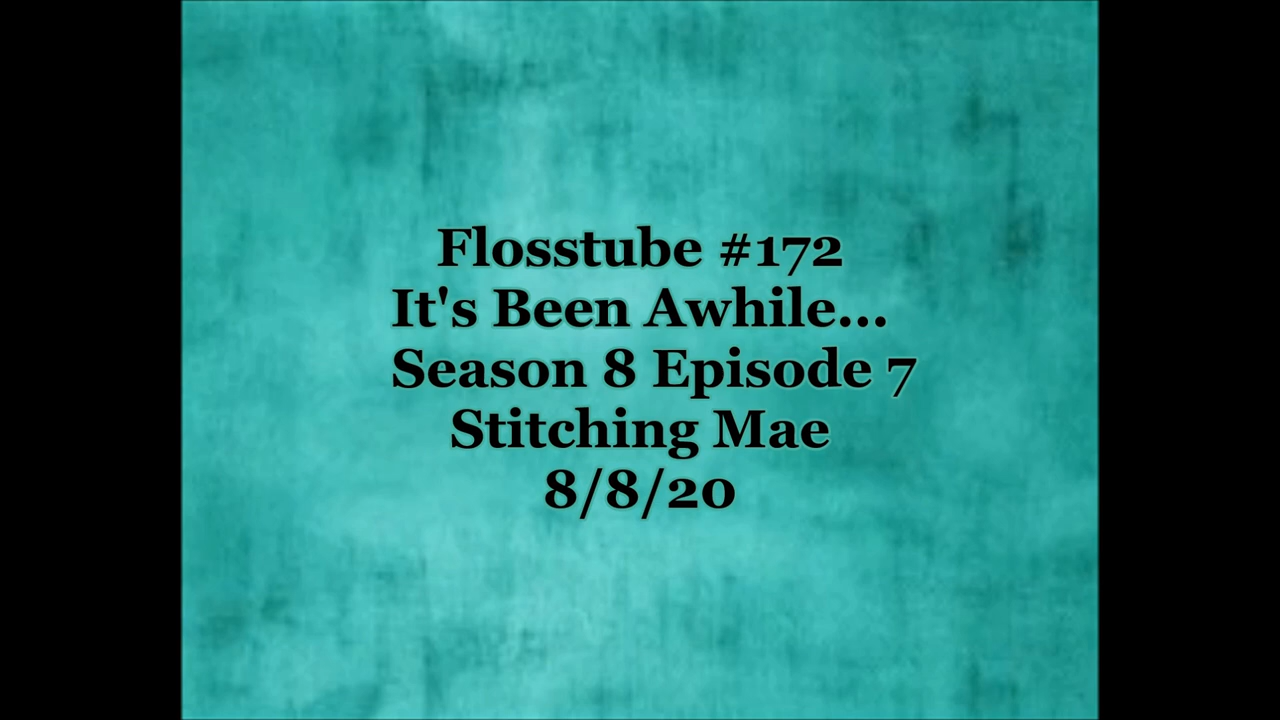 Flosstube #172
It's Been Awhile...
Season 8 Episode 7
Stitching Mae
8/8/20